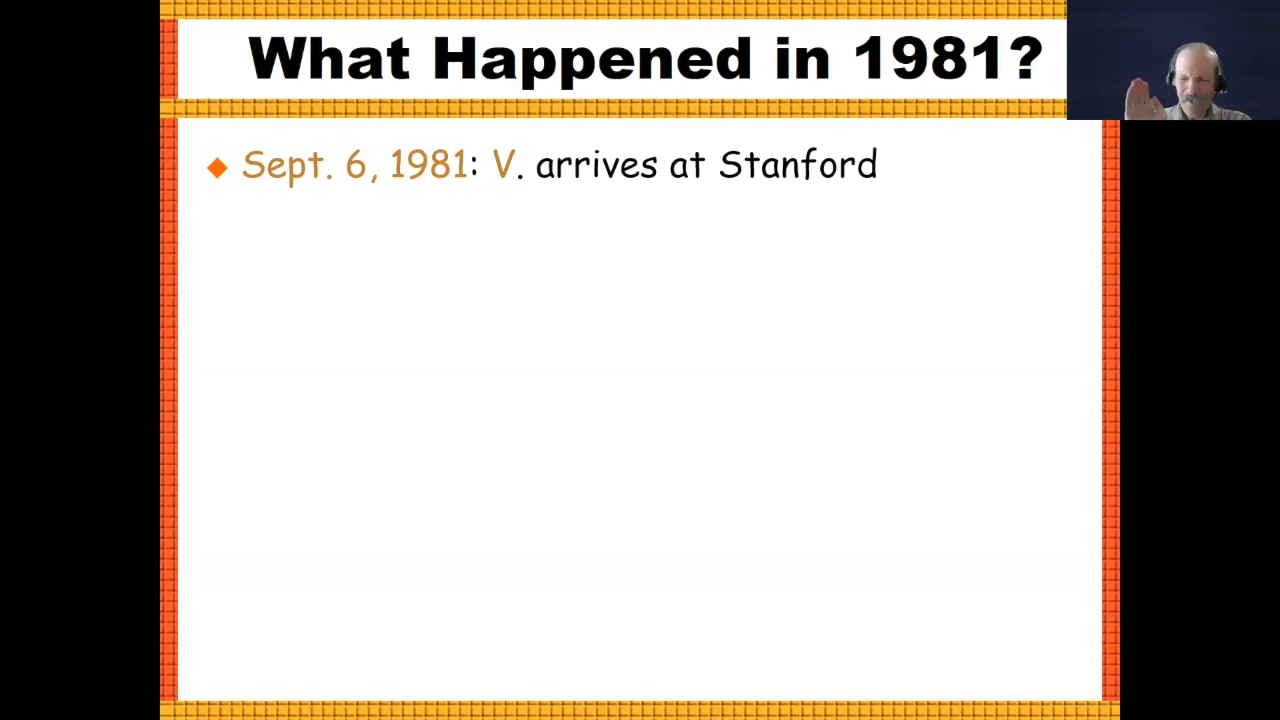 What Happened in 1981?
Sept. 6, 1981: V. arrives at Stanford